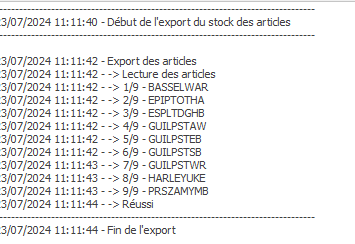 3/07/2024 11:11:40 - Début de l'export du stock des articles
3/07/2024 11:11:42 - Export des articles
3/07/2024 11:11:42 - --> Lecture des articles
3/07/2024 11:11:42 - --> 1/9 - BASSELWAR
3/07/2024 11:11:42 - --> 2/9 - EPIPTOTHA
3/07/2024 11:11:42 - --> 3/9 - ESPLTDGHB
3/07/2024 11:11:42 - --> 4/9 - GUILPSTAW
3/07/2024 11:11:42 - --> 5/9 - GUILPSTEB
3/07/2024 11:11:42 - --> 6/9 - GUILPSTSB
3/07/2024 11:11:43 - --> 7/9 - GUILPSTWR
3/07/2024 11:11:43 - --> 8/9 - HARLEYUKE
3/07/2024 11:11:43 - --> 9/9 - PRSZAMYMB
3/07/2024 11:11:44 - --> Réussi
3/07/2024 11:11:44 - Fin de l'export